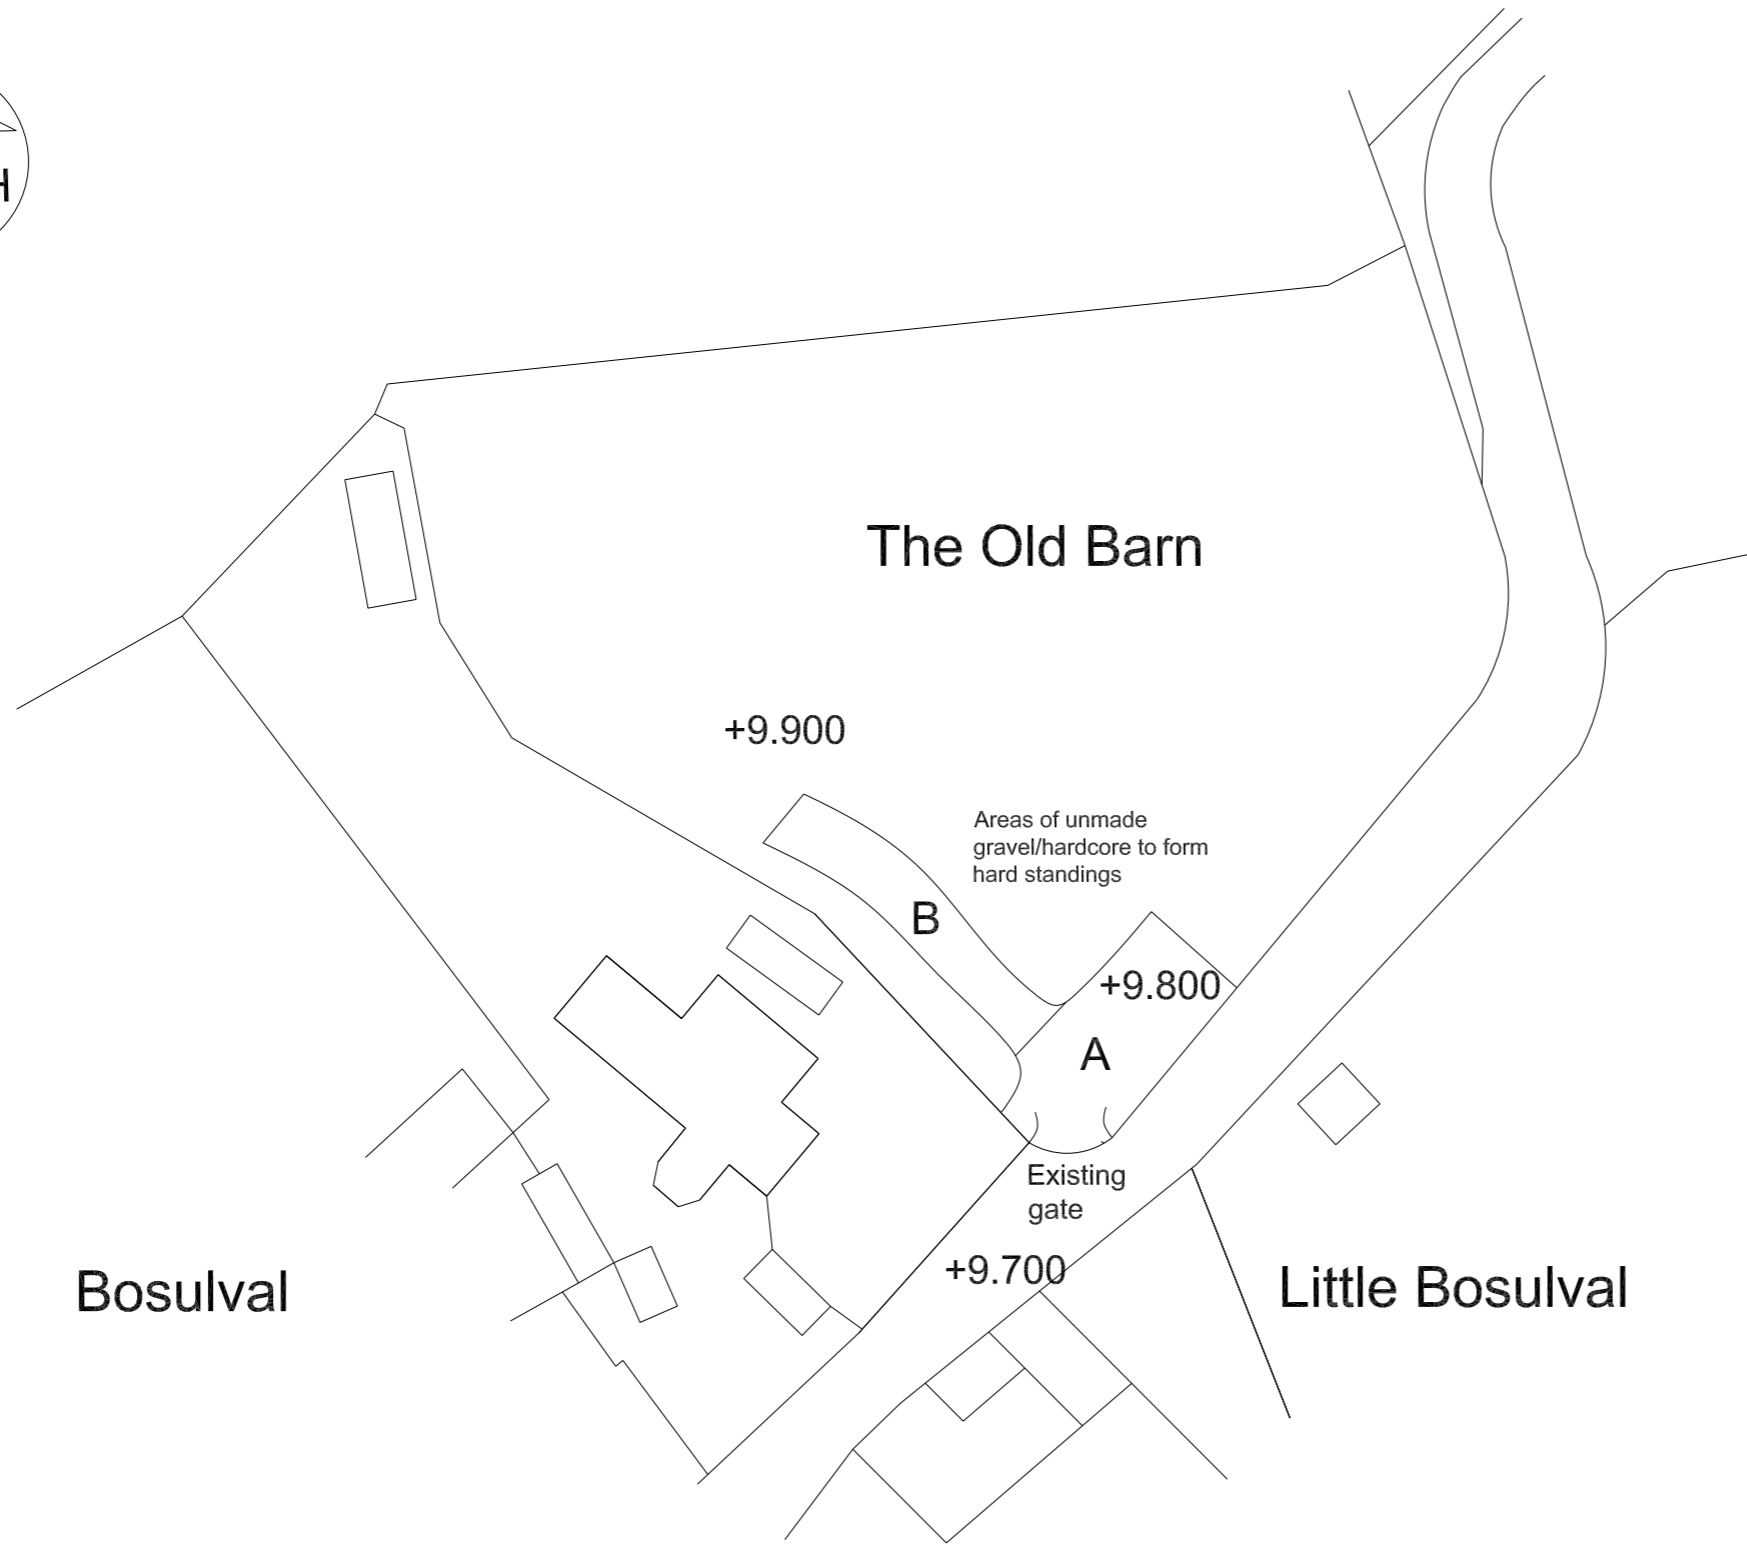 H
The Old Barn
+9.900
Areas of unmade
gravel/hardcore to form
hard standings
B
+9.800
A
Existing
gate
+9.700
Bosulval
Little Bosulval